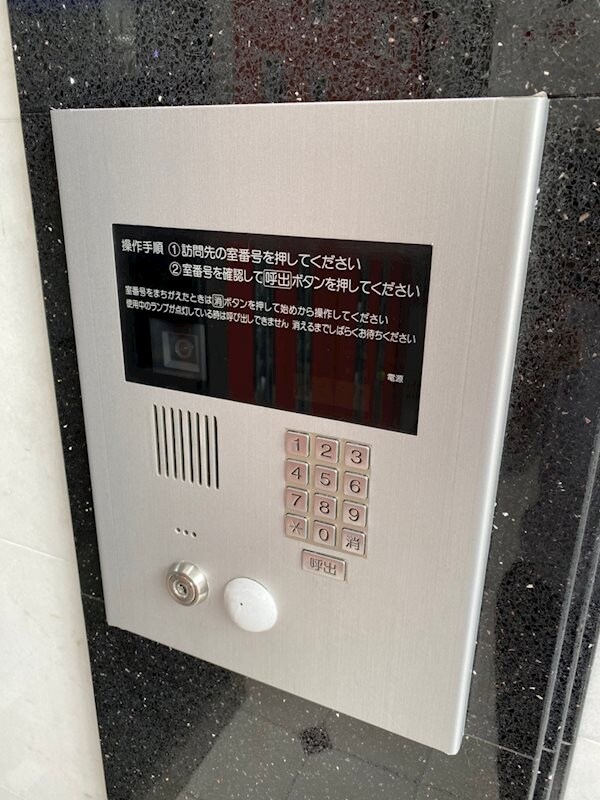 操作手順 ①訪問先の室番号を押してください
②室番号を確認して呼出ボタンを押してください
室番号をまちがえたときは消ボタンを押して始めから操作してください
使用中のランプが点灯している時は呼び出しできません 消えるまでしばらくお待ちください
電源
1 2 3
4 5 6
7 8 9
* 0 消
呼出